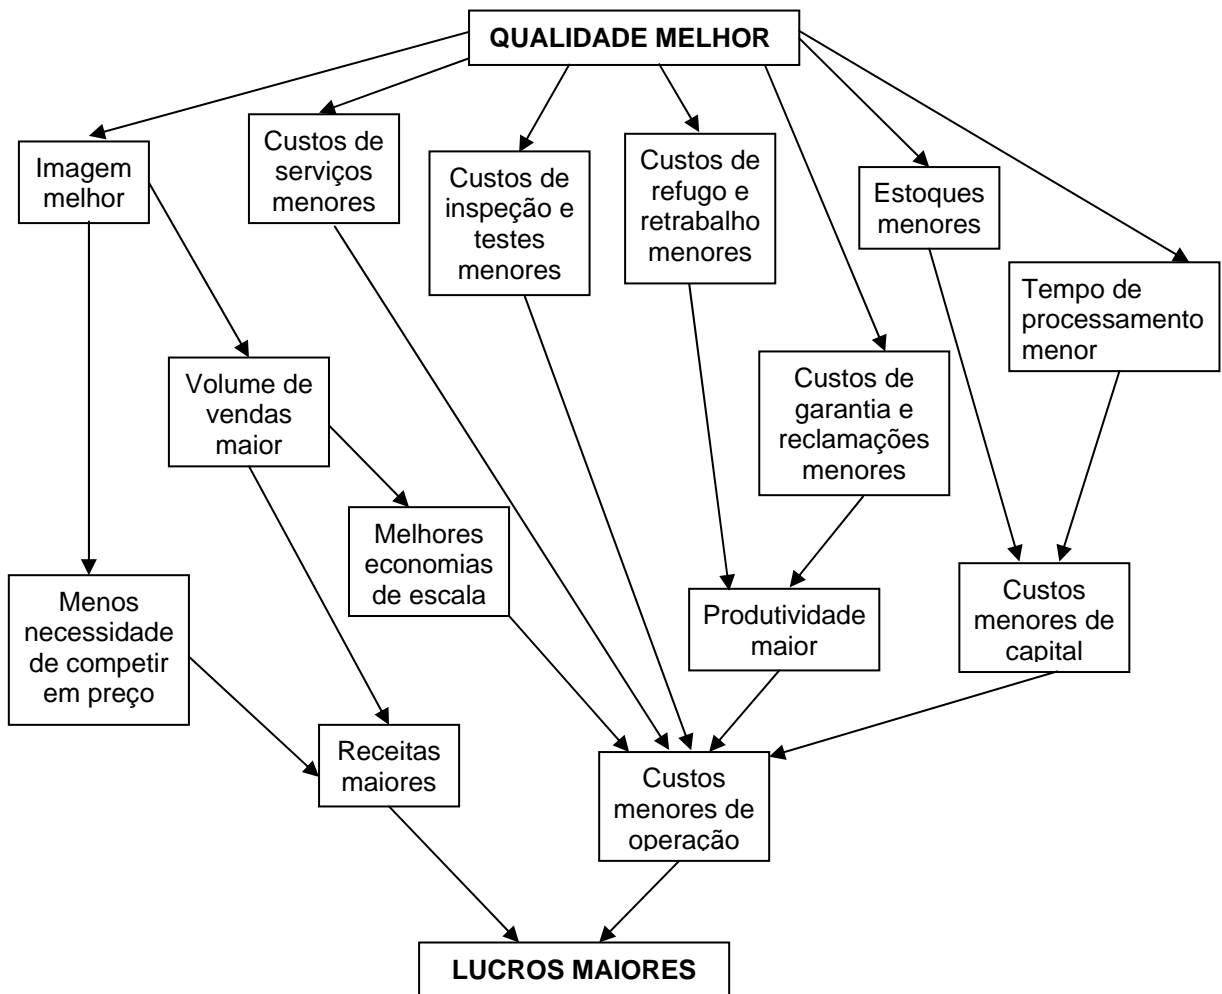 QUALIDADE MELHOR
Imagem
melhor
Custos de
serviços
menores
Custos de
inspeção e
testes
menores
Custos de
refugo e
retrabalho
menores
Estoques
menores
Tempo de
processamento
menor
Volume de
vendas
maior
Custos de
garantia e
reclamações
menores
Melhores
economias
de escala
Menos
necessidade
de competir
em preço
Produtividade
maior
Custos
menores de
capital
Receitas
maiores
Custos
menores de
operação
LUCROS MAIORES